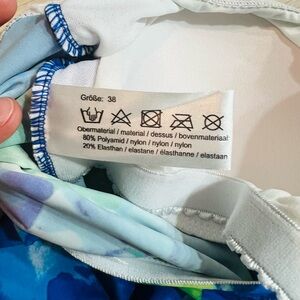 Größe: 38
Obermaterial / material / dessus / bovenmateriaal:
80% Polyamid / nylon / nylon / nylon
20% Elasthan / elastane / élasthanne / elastaan